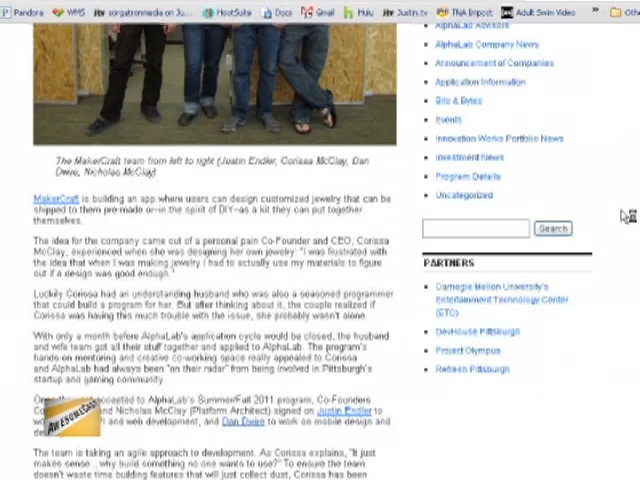 Pandora WMS sorgatronmedia on Ju... HostSuite Docs Gmail Hulu Justin.tv TNA Impact Adult Swim Video » Oth
AlphaLab Advisors
AlphaLab Company News
Announcement of Companies
Application Information
Bits & Bytes
Events
Innovation Works Portfolio News
Investment News
Program Details
Uncategorized
Search
PARTNERS
Carnegie Mellon University's
Entertainment Technology Center
(ETC)
DevHouse Pittsburgh
Project Olympus
Refresh Pittsburgh
The MakerCraft team from left to right (Justin Endler, Corissa McClay, Dan
Dwire, Nicholas McClay)
MakerCraft is building an app where users can design customized jewelry that can be
shipped to them pre-made or—in the spirit of DIY—as a kit they can put together
themselves.
The idea for the company came out of a personal pain Co-Founder and CEO, Corissa
McClay, experienced when she was designing her own jewelry: "I was frustrated with
the idea that when I was making jewelry I had to actually use my materials to figure
out if a design was good enough."
Luckily Corissa had an understanding husband who was also a seasoned programmer
that could build a program for her. But after thinking about it, the couple realized if
Corissa was having this much trouble with the issue, she probably wasn't alone.
With only a month before AlphaLab's application cycle would be closed, the husband
and wife team got all their stuff together and applied to AlphaLab. The program's
hands-on mentoring and creative co-working space really appealed to Corissa
and AlphaLab had always been "on their radar" from being involved in Pittsburgh's
startup and gaming community.
accepted to AlphaLab's Summer/Fall 2011 program, Co-Founders
and Nicholas McClay (Platform Architect) signed on Justin Endler to
and web development, and Dan Dwire to work on mobile design and
AwesomeCast
The team is taking an agile approach to development. As Corissa explains, "It just
makes sense...why build something no one wants to use?" To ensure the team
doesn't waste time building features that will just collect dust, Corissa has been